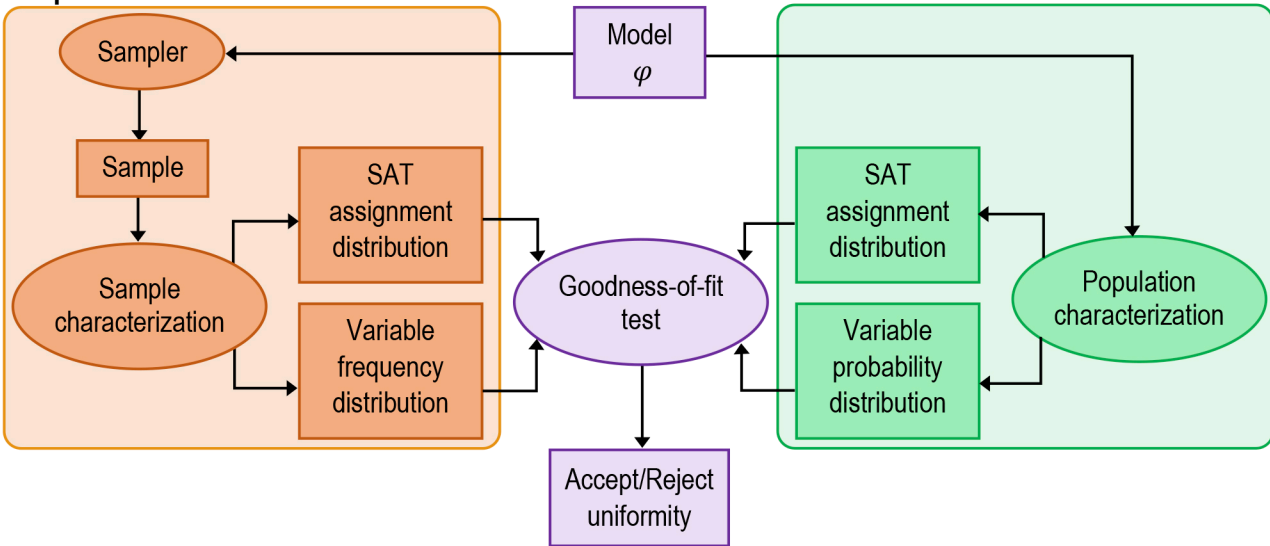 Sampler
Model
φ
Sample
SAT
assignment
distribution
SAT
assignment
distribution
Sample
characterization
Goodness-of-fit
test
Population
characterization
Variable
frequency
distribution
Variable
probability
distribution
Accept/Reject
uniformity